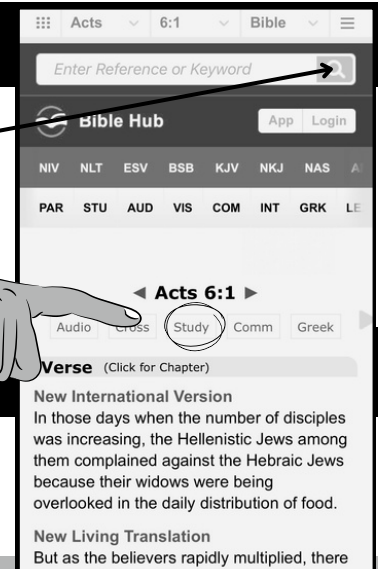 Acts 6:1 Bible
Enter Reference or Keyword
Bible Hub App Login
NIV NLT ESV BSB KJV NKJ NAS
PAR STU AUD VIS COM INT GRK LE
Acts 6:1
Audio Cross Study Comm Greek
Verse (Click for Chapter)
New International Version
In those days when the number of disciples
was increasing, the Hellenistic Jews among
them complained against the Hebraic Jews
because their widows were being
overlooked in the daily distribution of food.
New Living Translation
But as the believers rapidly multiplied, there